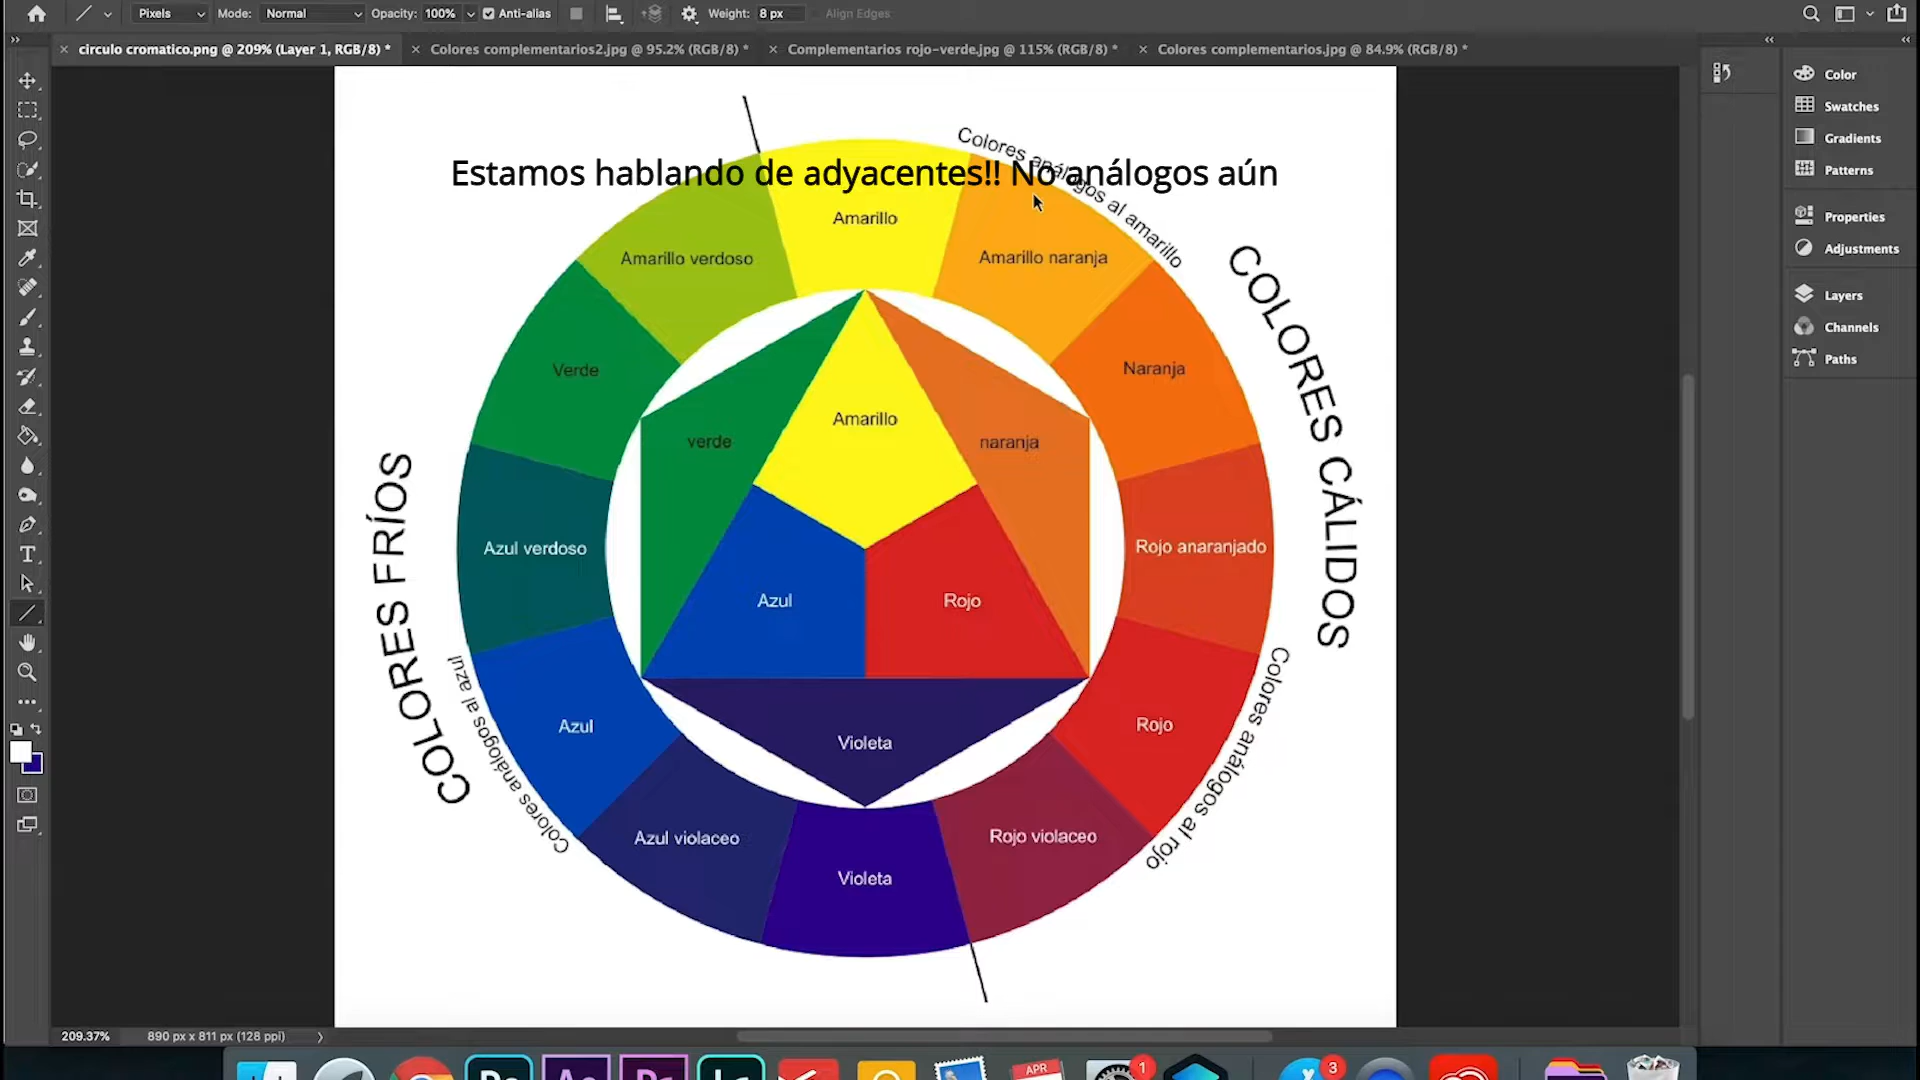 Pixels
Mode:
Normal
Opacity:
100%
Anti-alias
Weight:
8 px
Align Edges
circulo cromatico.png @ 209% (Layer 1, RGB/8) *
Colores complementarios2.jpg @ 95.2% (RGB/8) *
Complementarios rojo-verde.jpg @ 115% (RGB/8) *
Colores complementarios.jpg @ 84.9% (RGB/8) *
Color
Swatches
Gradients
Patterns
Properties
Adjustments
Layers
Channels
Paths
Colores análogos al amarillo
Estamos hablando de adyacentes!! No análogos aún
Amarillo
Amarillo verdoso
Amarillo naranja
COLORES CÁLIDOS
Verde
Naranja
Amarillo
verde
naranja
COLORES FRÍOS
Azul verdoso
Rojo anaranjado
Azul
Rojo
Colores análogos al azul
Colores análogos al rojo
Azul
Rojo
Violeta
Azul violaceo
Rojo violaceo
Violeta
209.37%
890 px x 811 px (128 ppi)
APR
1
3